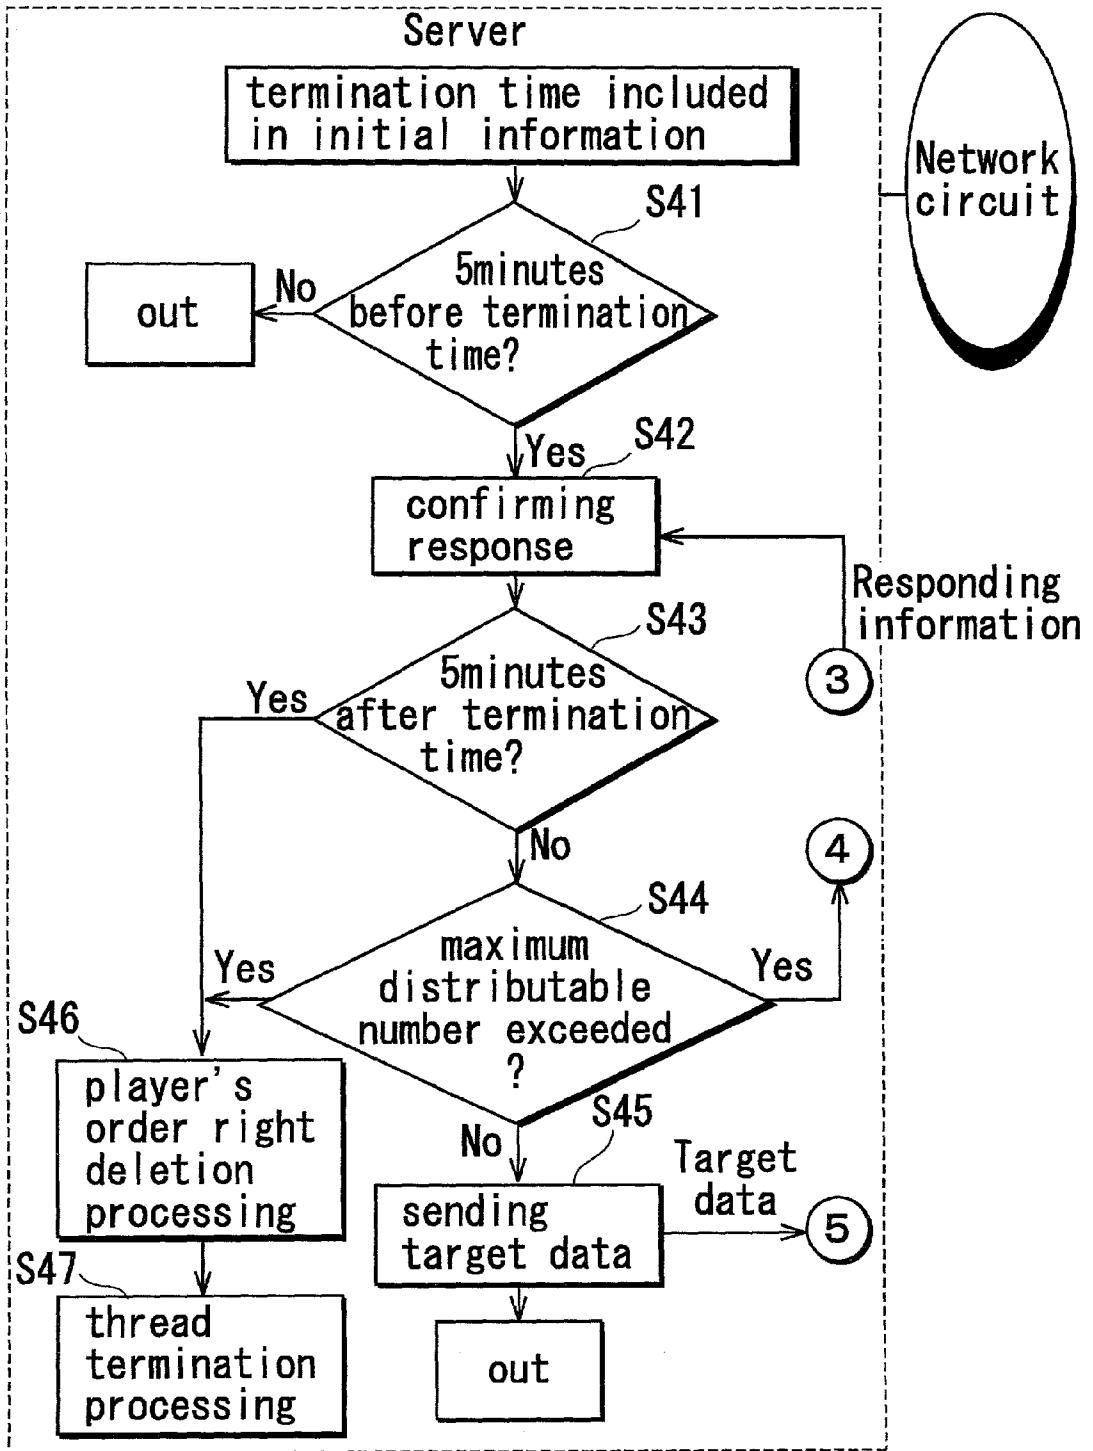 Server
termination time included
in initial information
Network
circuit
S41
5minutes
before termination
time?
No
out
Yes
S42
confirming
response
Responding
information
3
S43
5minutes
after termination
time?
Yes
No
4
S44
maximum
distributable
number exceeded
?
Yes
Yes
S46
player's
order right
deletion
processing
No
S45
sending
target data
Target
data
5
S47
thread
termination
processing
out